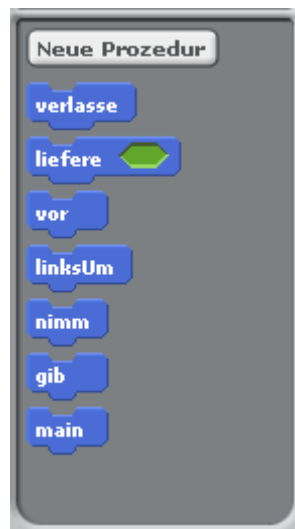 Neue Prozedur
verlasse
liefere
vor
linksUm
nimm
gib
main